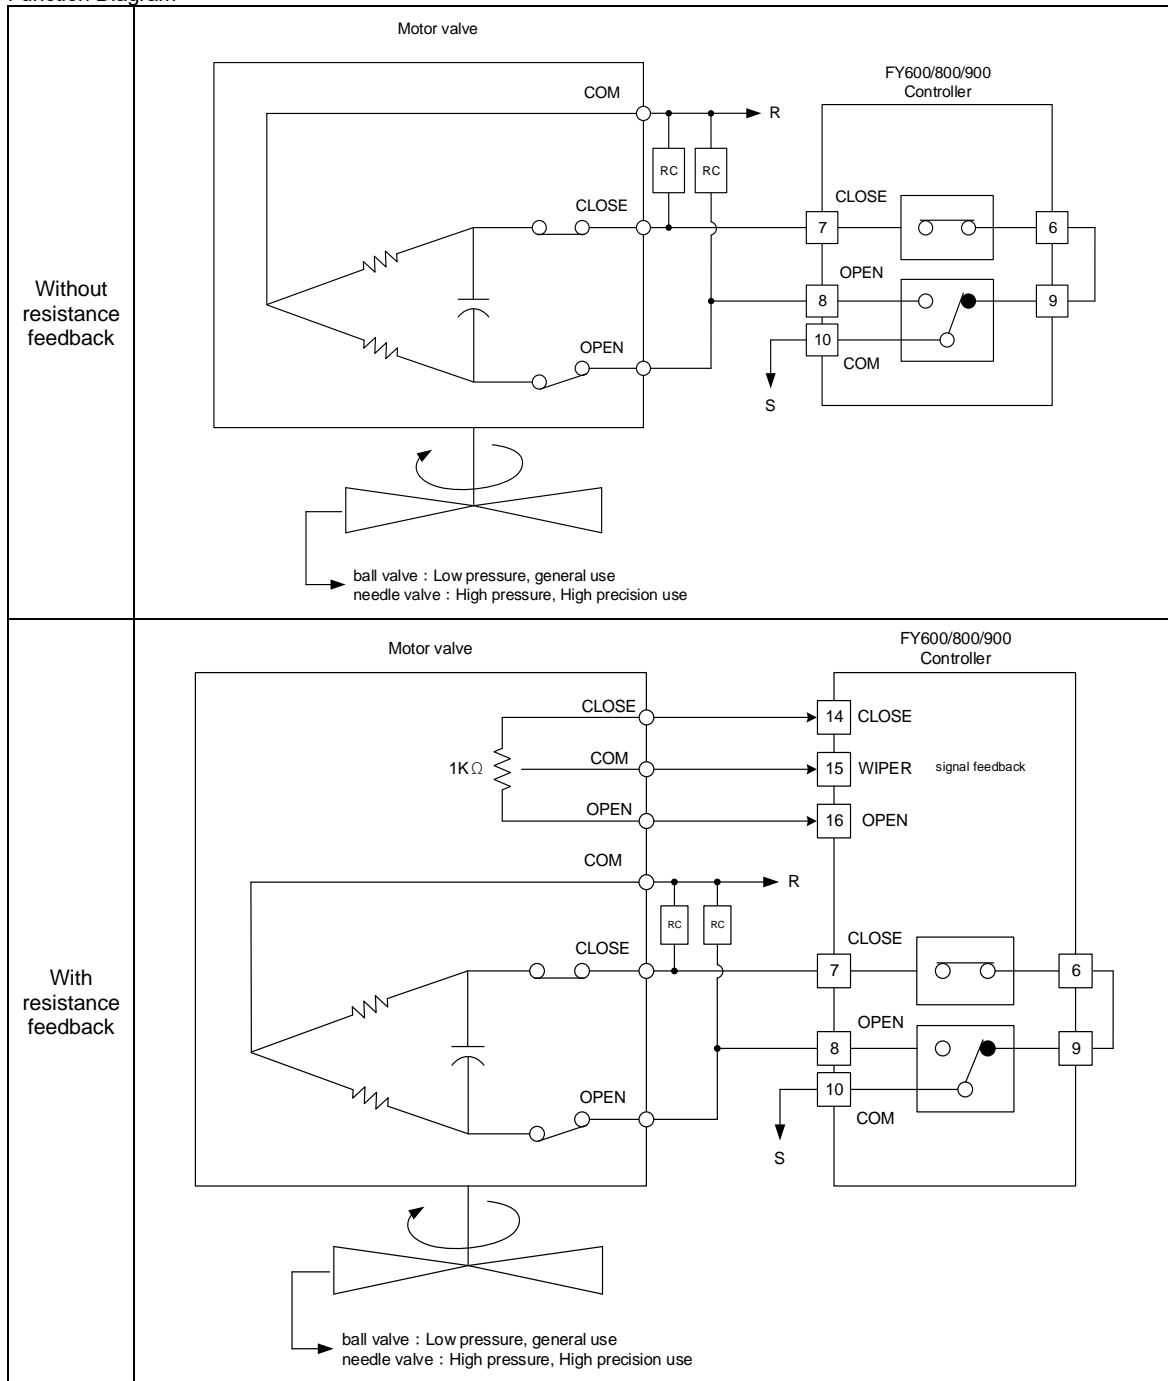 Function Diagram
Without
resistance
feedback
Motor valve
FY600/800/900
Controller
COM
R
RC
RC
CLOSE
CLOSE
7
6
OPEN
8
9
10
COM
OPEN
S
ball valve：Low pressure, general use
needle valve：High pressure, High precision use
With
resistance
feedback
Motor valve
FY600/800/900
Controller
CLOSE
14
CLOSE
1KΩ
COM
15
WIPER
signal feedback
OPEN
16
OPEN
COM
R
RC
RC
CLOSE
CLOSE
7
6
OPEN
8
9
OPEN
10
COM
S
ball valve：Low pressure, general use
needle valve：High pressure, High precision use